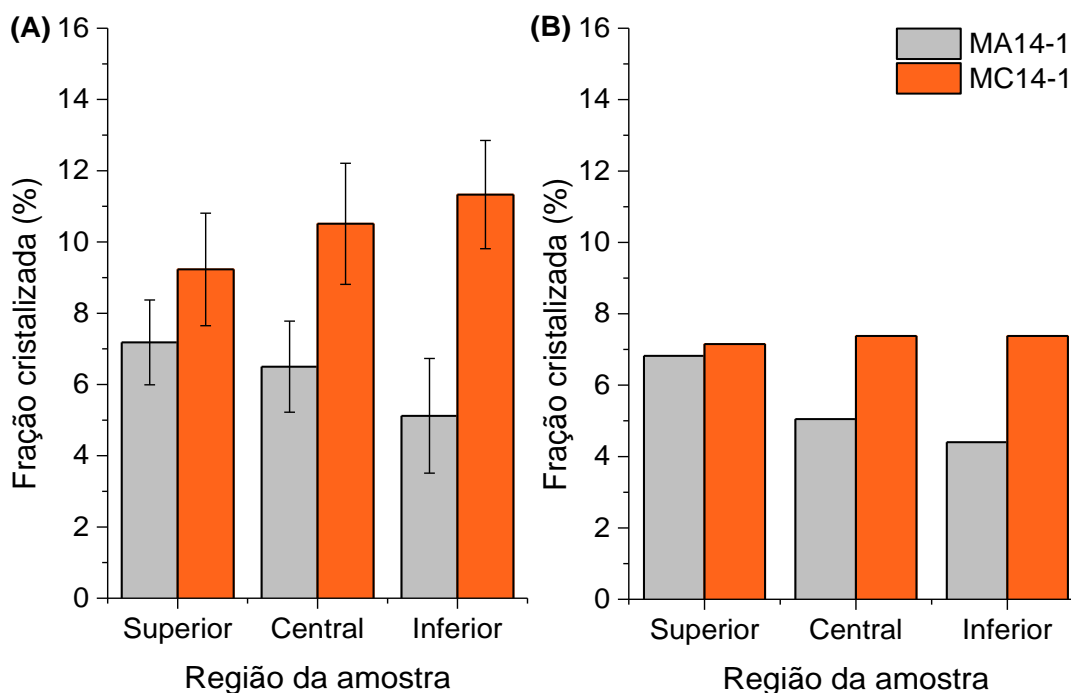 (A)
Fração cristalizada (%)
16
14
12
10
8
6
4
2
0
Superior
Central
Inferior
Região da amostra
(B)
MA14-1
MC14-1
Fração cristalizada (%)
16
14
12
10
8
6
4
2
0
Superior
Central
Inferior
Região da amostra